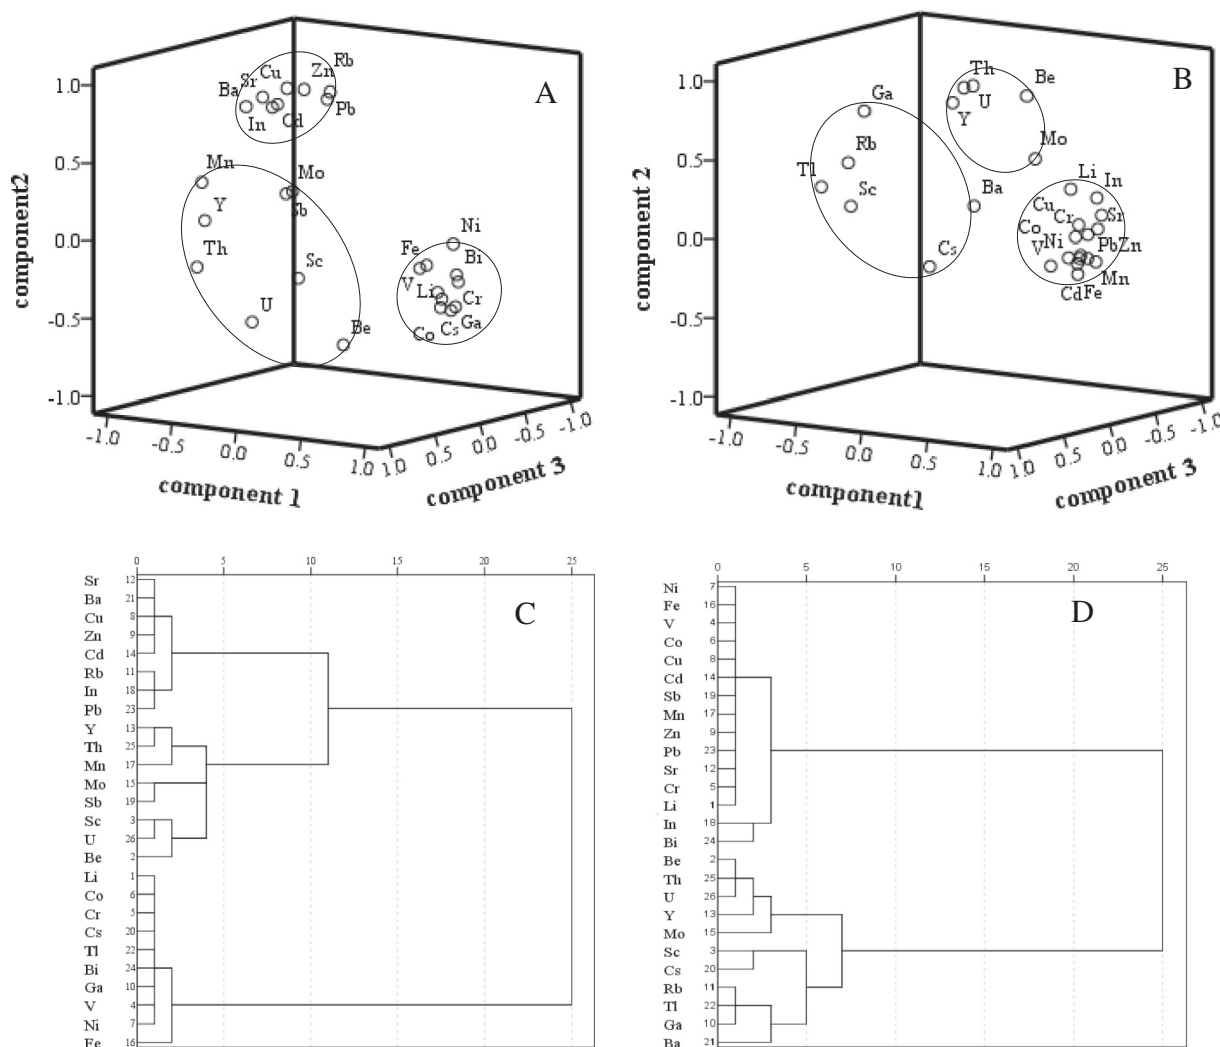 A
Rb
Cu
Zn
Sr
Ba
In
Cd
Pb
1.0
0.5
0.0
-0.5
-1.0
component2
Mn
Mo
Sb
Y
Th
Sc
U
Be
Ni
Fe
Bi
V
Li
Cr
Co
Cs
Ga
-1.0
-0.5
0.0
0.5
1.0
component 1
1.0
0.5
0.0
-0.5
-1.0
component 3
B
Th
Be
U
Y
Mo
Ga
Rb
Tl
Sc
Ba
Cs
Li
In
Cu
Cr
Sr
Co
V
Ni
Pb
Zn
Mn
Cd
Fe
1.0
0.5
0.0
-0.5
-1.0
component 2
-1.0
-0.5
0.0
0.5
1.0
component1
1.0
0.5
0.0
-0.5
-1.0
component 3
0 5 10 15 20 25
C
Sr 12
Ba 21
Cu 8
Zn 9
Cd 14
Rb 11
In 18
Pb 23
Y 13
Th 25
Mn 17
Mo 15
Sb 19
Sc 3
U 26
Be 2
Li 1
Co 6
Cr 5
Cs 20
Tl 22
Bi 24
Ga 10
V 4
Ni 7
Fe 16
0 5 10 15 20 25
D
Ni 7
Fe 16
V 4
Co 6
Cu 8
Cd 14
Sb 19
Mn 17
Zn 9
Pb 23
Sr 12
Cr 5
Li 1
In 18
Bi 24
Be 2
Th 25
U 26
Y 13
Mo 15
Sc 3
Cs 20
Rb 11
Tl 22
Ga 10
Ba 21